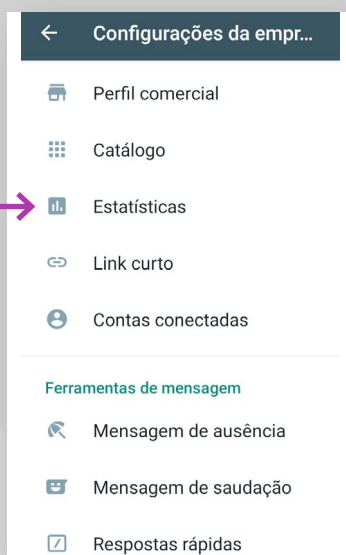 Configurações da empr...
Perfil comercial
Catálogo
Estatísticas
Link curto
Contas conectadas
Ferramentas de mensagem
Mensagem de ausência
Mensagem de saudação
Respostas rápidas